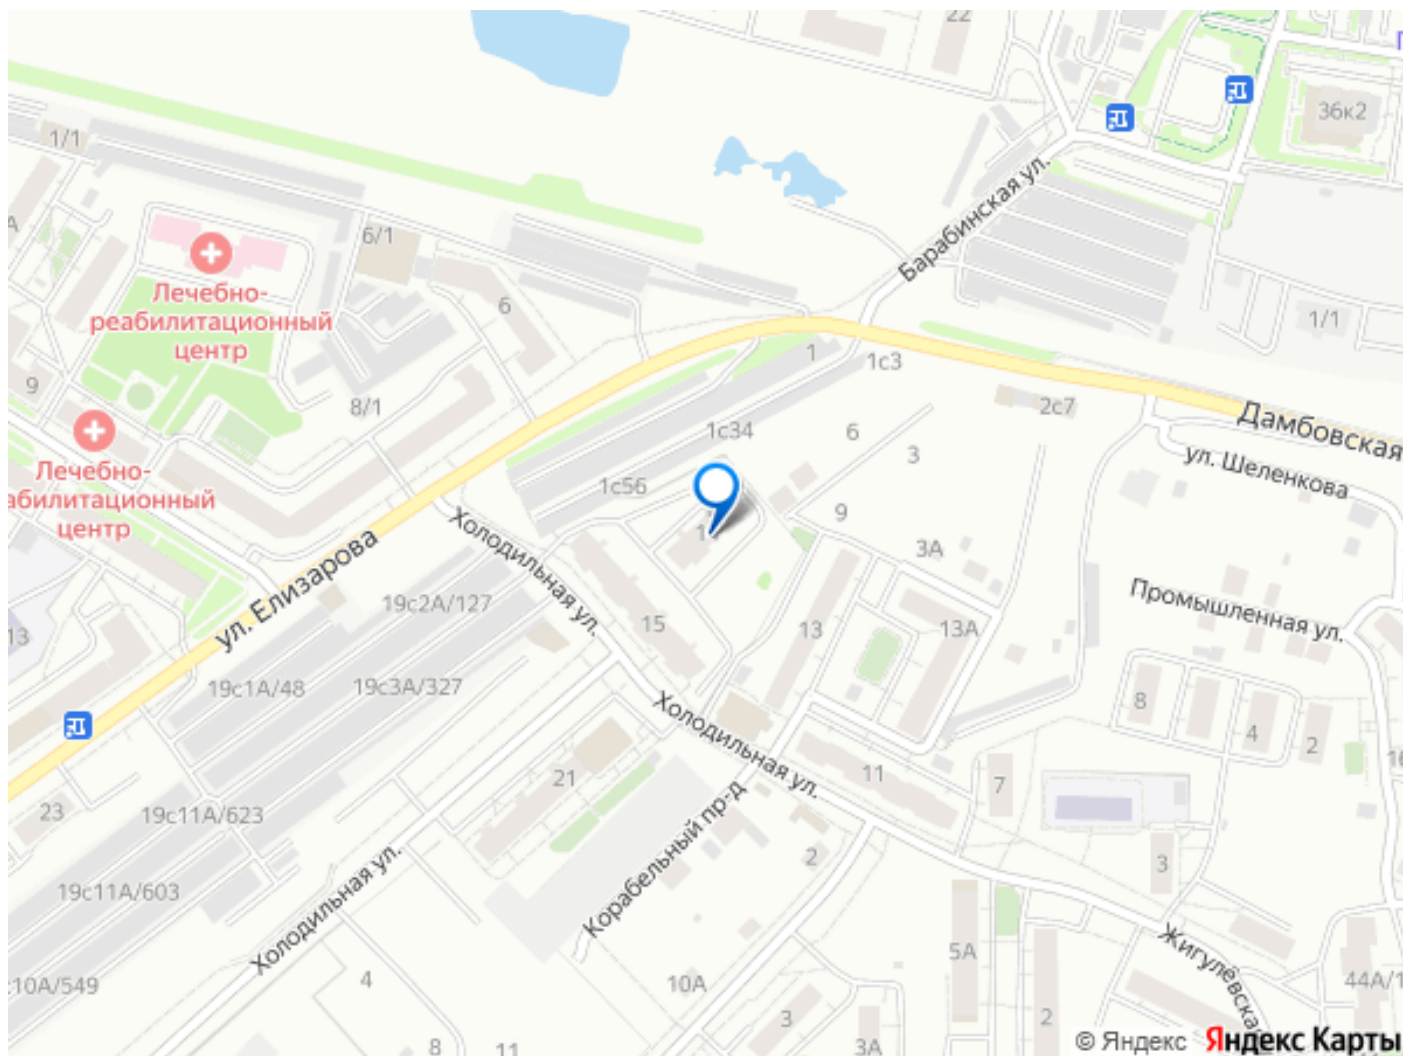 22
П
36к2
1/1
А
6/1
Барабинская ул.
Лечебно-
реабилитационный
центр
6
1/1
1
1с3
9
8/1
2с7
1с34
6
3
Дамбовская
ул. Шеленкова
Лечебно-
абилитационный
центр
1с56
9
Холодильная ул.
1
3А
ул. Елизарова
19с2А/127
Промышленная ул.
13
15
13
13А
19с1А/48
19с3А/327
8
4
2
Холодильная ул.
16
21
11
7
23
19с11А/623
Корабельный пр-д
2
3
19с11А/603
Холодильная ул.
Жигулёвская
5А
с10А/549
4
10А
44А/1
3
2
8
11
3А
© Яндекс
Яндекс Карты